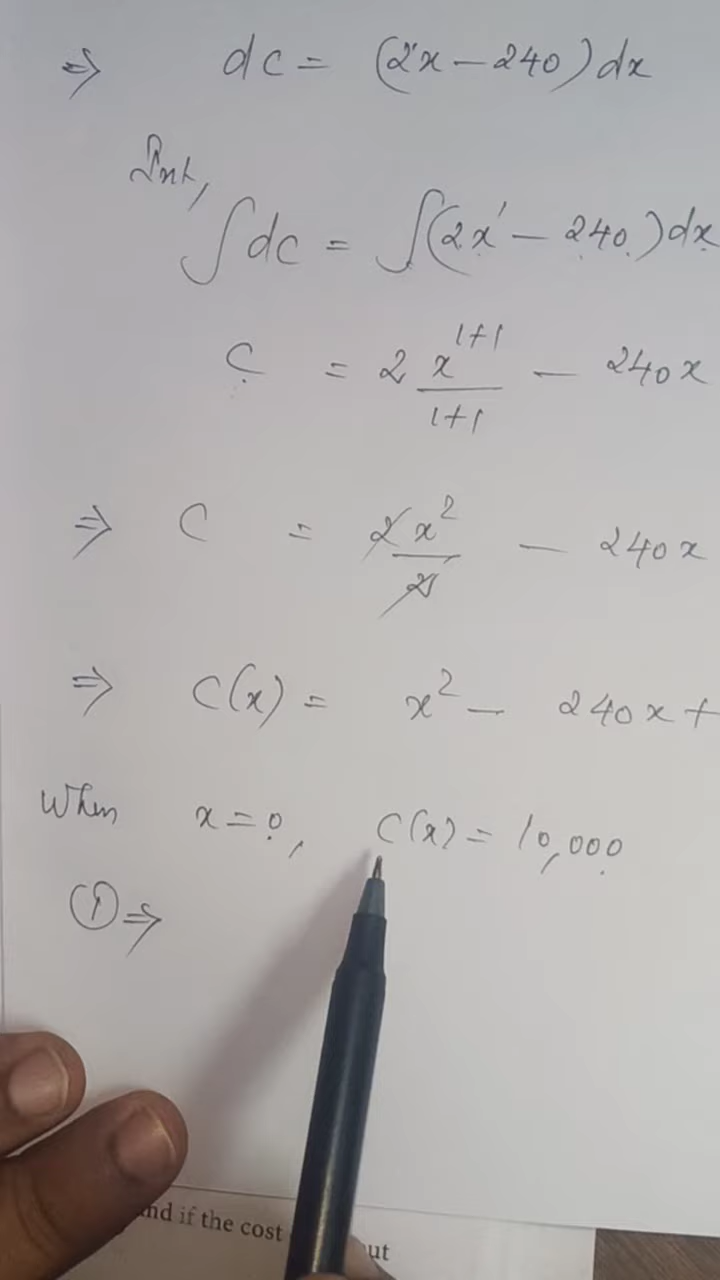 ⇒ dc = (2x - 240) dx
Int,
∫ dc = ∫(2x¹ - 240) dx
C = 2 x^{1+1}/1+1 - 240x
⇒ C = 2x²/2 - 240x
⇒ C(x) = x² - 240x +
When x = 0, C(x) = 10,000
① ⇒
nd if the cost
ut